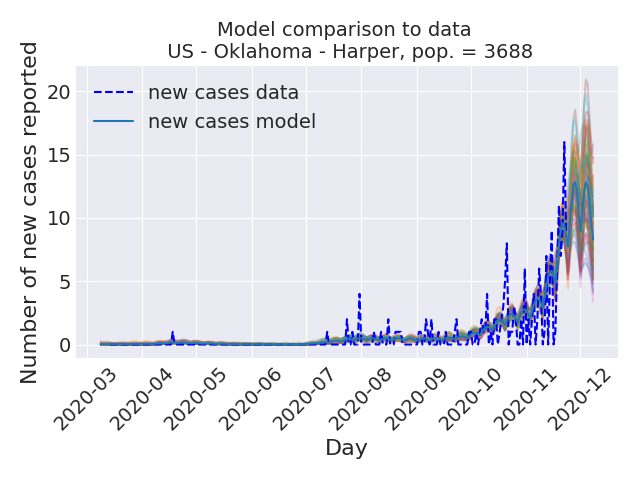 Model comparison to data
US - Oklahoma - Harper, pop. = 3688
Number of new cases reported
20
15
10
5
0
new cases data
new cases model
2020-03
2020-04
2020-05
2020-06
2020-07
2020-08
2020-09
2020-10
2020-11
2020-12
Day